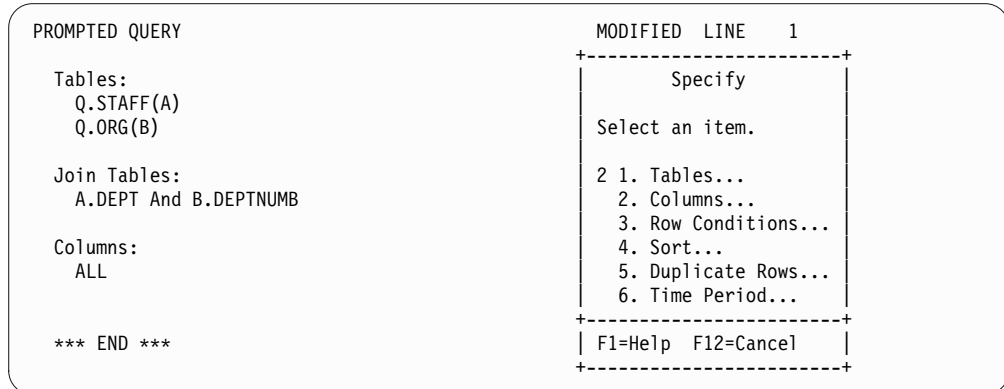 PROMPTED QUERY MODIFIED LINE 1
Tables:
Q.STAFF(A)
Q.ORG(B)
Join Tables:
A.DEPT And B.DEPTNUMB
Columns:
ALL
*** END ***
Specify
Select an item.
2 1. Tables...
2. Columns...
3. Row Conditions...
4. Sort...
5. Duplicate Rows...
6. Time Period...
F1=Help F12=Cancel